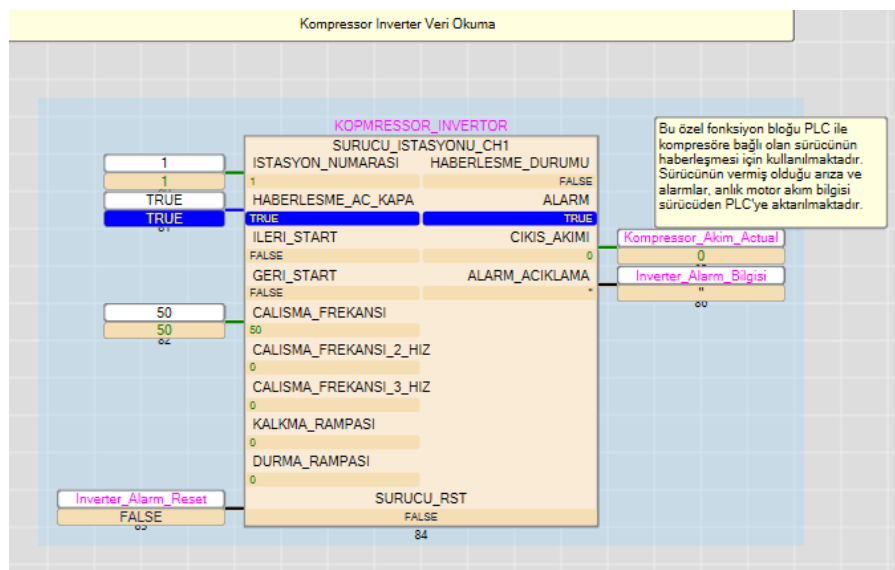 Kompressor Inverter Veri Okuma
KOPMRESSOR_INVERTOR
SURUCU_ISTASYONU_CH1
1
ISTASYON_NUMARASI
HABERLESME_DURUMU
1
1
FALSE
TRUE
HABERLESME_AC_KAPA
ALARM
TRUE
TRUE
TRUE
81
ILERI_START
CIKIS_AKIMI
Kompressor_Akim_Actual
FALSE
0
0
GERI_START
ALARM_ACIKLAMA
Inverter_Alarm_Bilgisi
FALSE
"
"
80
50
CALISMA_FREKANSI
50
50
82
CALISMA_FREKANSI_2_HIZ
0
CALISMA_FREKANSI_3_HIZ
0
KALKMA_RAMPASI
0
DURMA_RAMPASI
0
Inverter_Alarm_Reset
SURUCU_RST
FALSE
FALSE
83
84
Bu özel fonksiyon bloğu PLC ile
kompresöre bağlı olan sürücünün
haberleşmesi için kullanılmaktadır.
Sürücünün vermiş olduğu arıza ve
alarmlar, anlık motor akım bilgisi
sürücüden PLC'ye aktarılmaktadır.